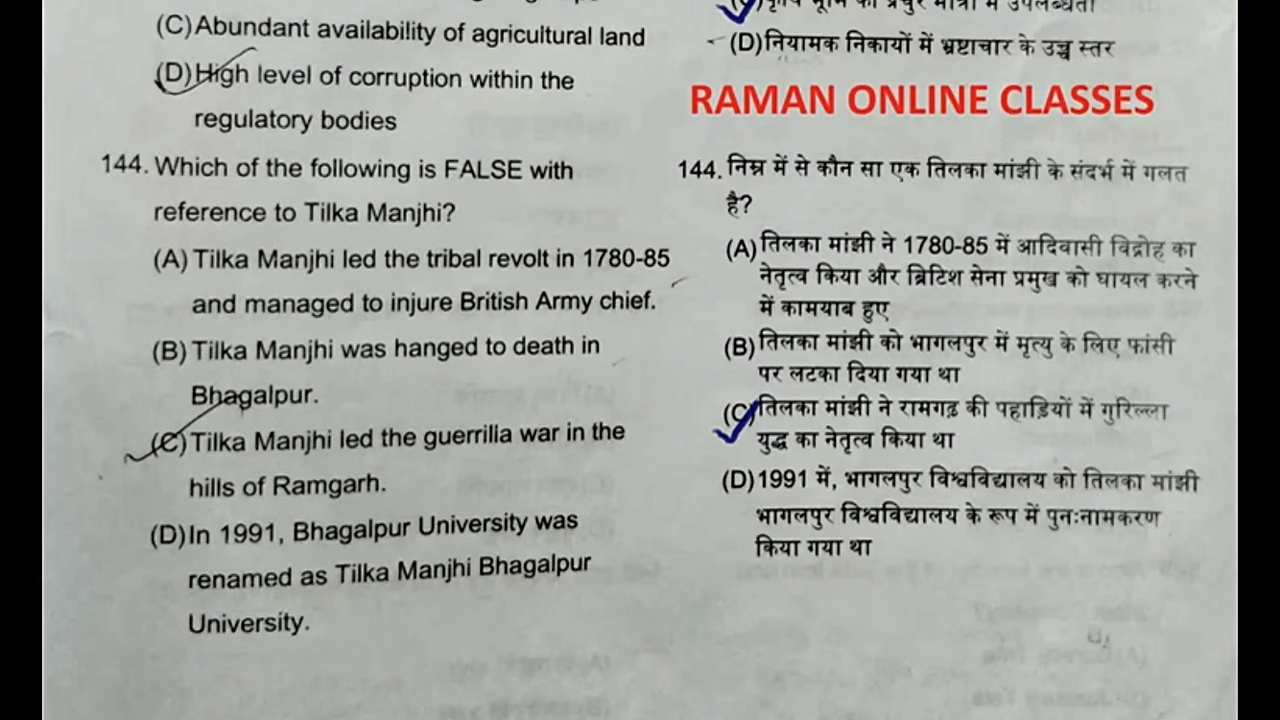 (C) Abundant availability of agricultural land
(D) High level of corruption within the
regulatory bodies
144. Which of the following is FALSE with
reference to Tilka Manjhi?
(A) Tilka Manjhi led the tribal revolt in 1780-85
and managed to injure British Army chief.
(B) Tilka Manjhi was hanged to death in
Bhagalpur.
(C) Tilka Manjhi led the guerrilia war in the
hills of Ramgarh.
(D) In 1991, Bhagalpur University was
renamed as Tilka Manjhi Bhagalpur
University.
(D) नियामक निकायों में भ्रष्टाचार के उच्च स्तर
RAMAN ONLINE CLASSES
144. निम्न में से कौन सा एक तिलका मांझी के संदर्भ में गलत
है?
(A) तिलका मांझी ने 1780-85 में आदिवासी विद्रोह का
नेतृत्व किया और ब्रिटिश सेना प्रमुख को घायल करने
में कामयाब हुए
(B) तिलका मांझी को भागलपुर में मृत्यु के लिए फांसी
पर लटका दिया गया था
(C) तिलका मांझी ने रामगढ़ की पहाड़ियों में गुरिल्ला
युद्ध का नेतृत्व किया था
(D) 1991 में, भागलपुर विश्वविद्यालय को तिलका मांझी
भागलपुर विश्वविद्यालय के रूप में पुनःनामकरण
किया गया था